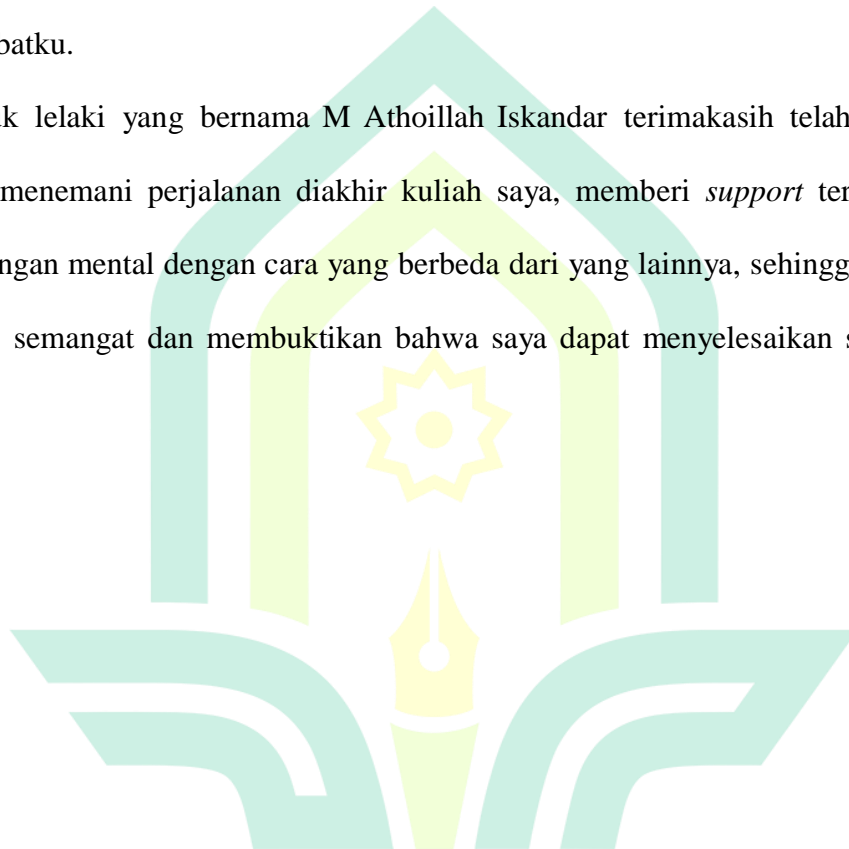 batku.
k lelaki yang bernama M Athoillah Iskandar terimakasih telah
menemani perjalanan diakhir kuliah saya, memberi support ter
ngan mental dengan cara yang berbeda dari yang lainnya, sehingg
semangat dan membuktikan bahwa saya dapat menyelesaikan s